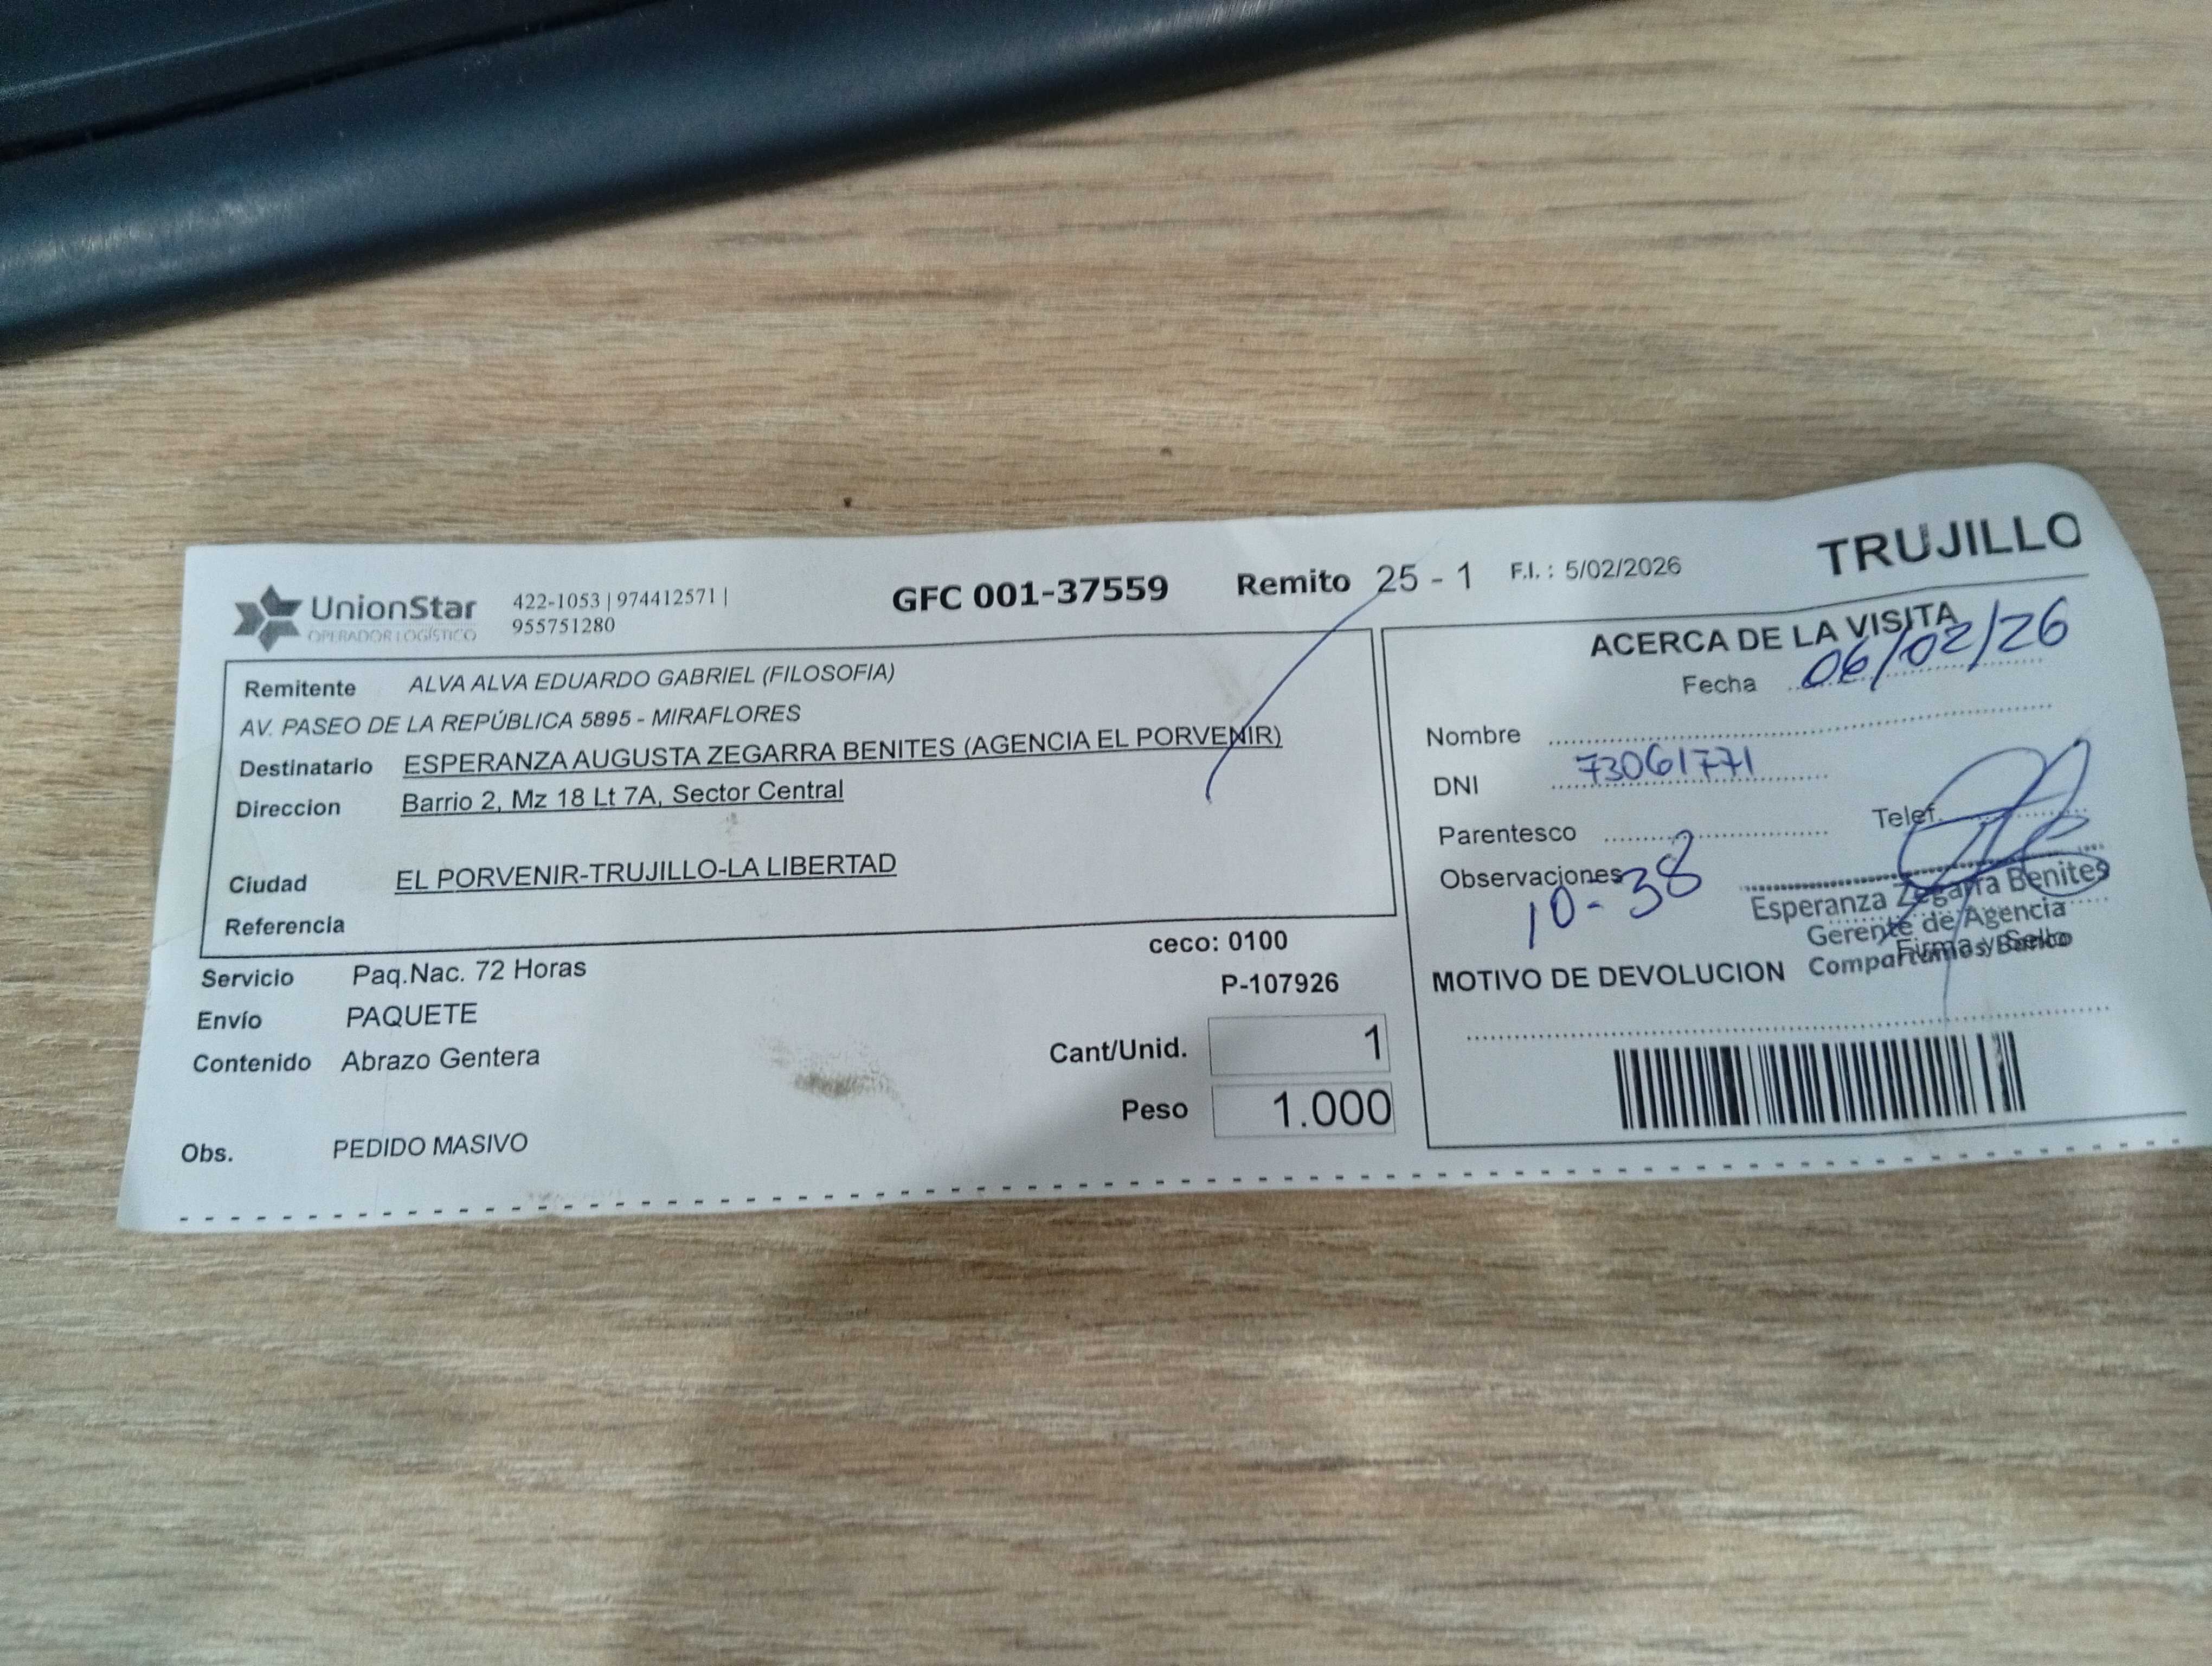 UnionStar
OPERADOR LOGÍSTICO
422-1053 | 974412571 |
955751280
GFC 001-37559
Remito 25 - 1
F.I. : 5/02/2026
TRUJILLO
Remitente ALVA ALVA EDUARDO GABRIEL (FILOSOFIA)
AV. PASEO DE LA REPÚBLICA 5895 - MIRAFLORES
Destinatario ESPERANZA AUGUSTA ZEGARRA BENITES (AGENCIA EL PORVENIR)
Direccion Barrio 2, Mz 18 Lt 7A, Sector Central
Ciudad EL PORVENIR-TRUJILLO-LA LIBERTAD
Referencia
ceco: 0100
Servicio Paq.Nac. 72 Horas
P-107926
Envío PAQUETE
Contenido Abrazo Gentera
Cant/Unid. 1
Peso 1.000
Obs. PEDIDO MASIVO
ACERCA DE LA VISITA
Fecha 06/02/26
Nombre
DNI 73061771
Parentesco
Telef.
Observaciones
10-38
Esperanza Zegarra Benites
Gerente de Agencia
Firma y Sello
Compartamos Banco
MOTIVO DE DEVOLUCION